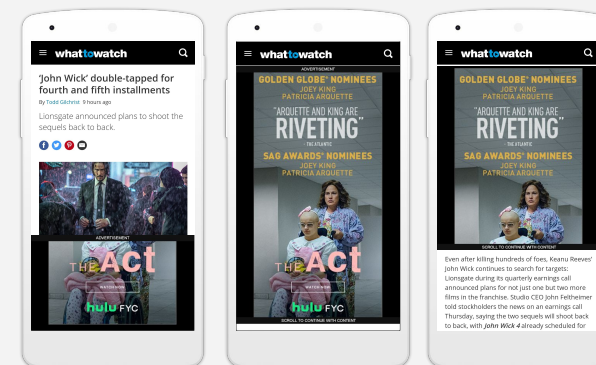 whattowatch
‘John Wick’ double-tapped for
fourth and fifth installments
By Todd Gilchrist 9 hours ago
Lionsgate announced plans to shoot the
sequels back to back.
ADVERTISEMENT
THE ACT
WATCH NOW
hulu FYC
whattowatch
ADVERTISEMENT
GOLDEN GLOBE® NOMINEES
JOEY KING
PATRICIA ARQUETTE
"ARQUETTE AND KING ARE
RIVETING"
- THE ATLANTIC
SAG AWARDS® NOMINEES
JOEY KING
PATRICIA ARQUETTE
THE ACT
WATCH NOW
hulu FYC
SCROLL TO CONTINUE WITH CONTENT
whattowatch
GOLDEN GLOBE® NOMINEES
JOEY KING
PATRICIA ARQUETTE
"ARQUETTE AND KING ARE
RIVETING"
- THE ATLANTIC
SAG AWARDS® NOMINEES
JOEY KING
PATRICIA ARQUETTE
SCROLL TO CONTINUE WITH CONTENT
Even after killing hundreds of foes, Keanu Reeves’
John Wick continues to search for targets:
Lionsgate during its quarterly earnings call
announced plans for not just one but two more
films in the franchise. Studio CEO John Feltheimer
told stockholders the news on an earnings call
Thursday, saying the two sequels will shoot back
to back, with John Wick 4 already scheduled for